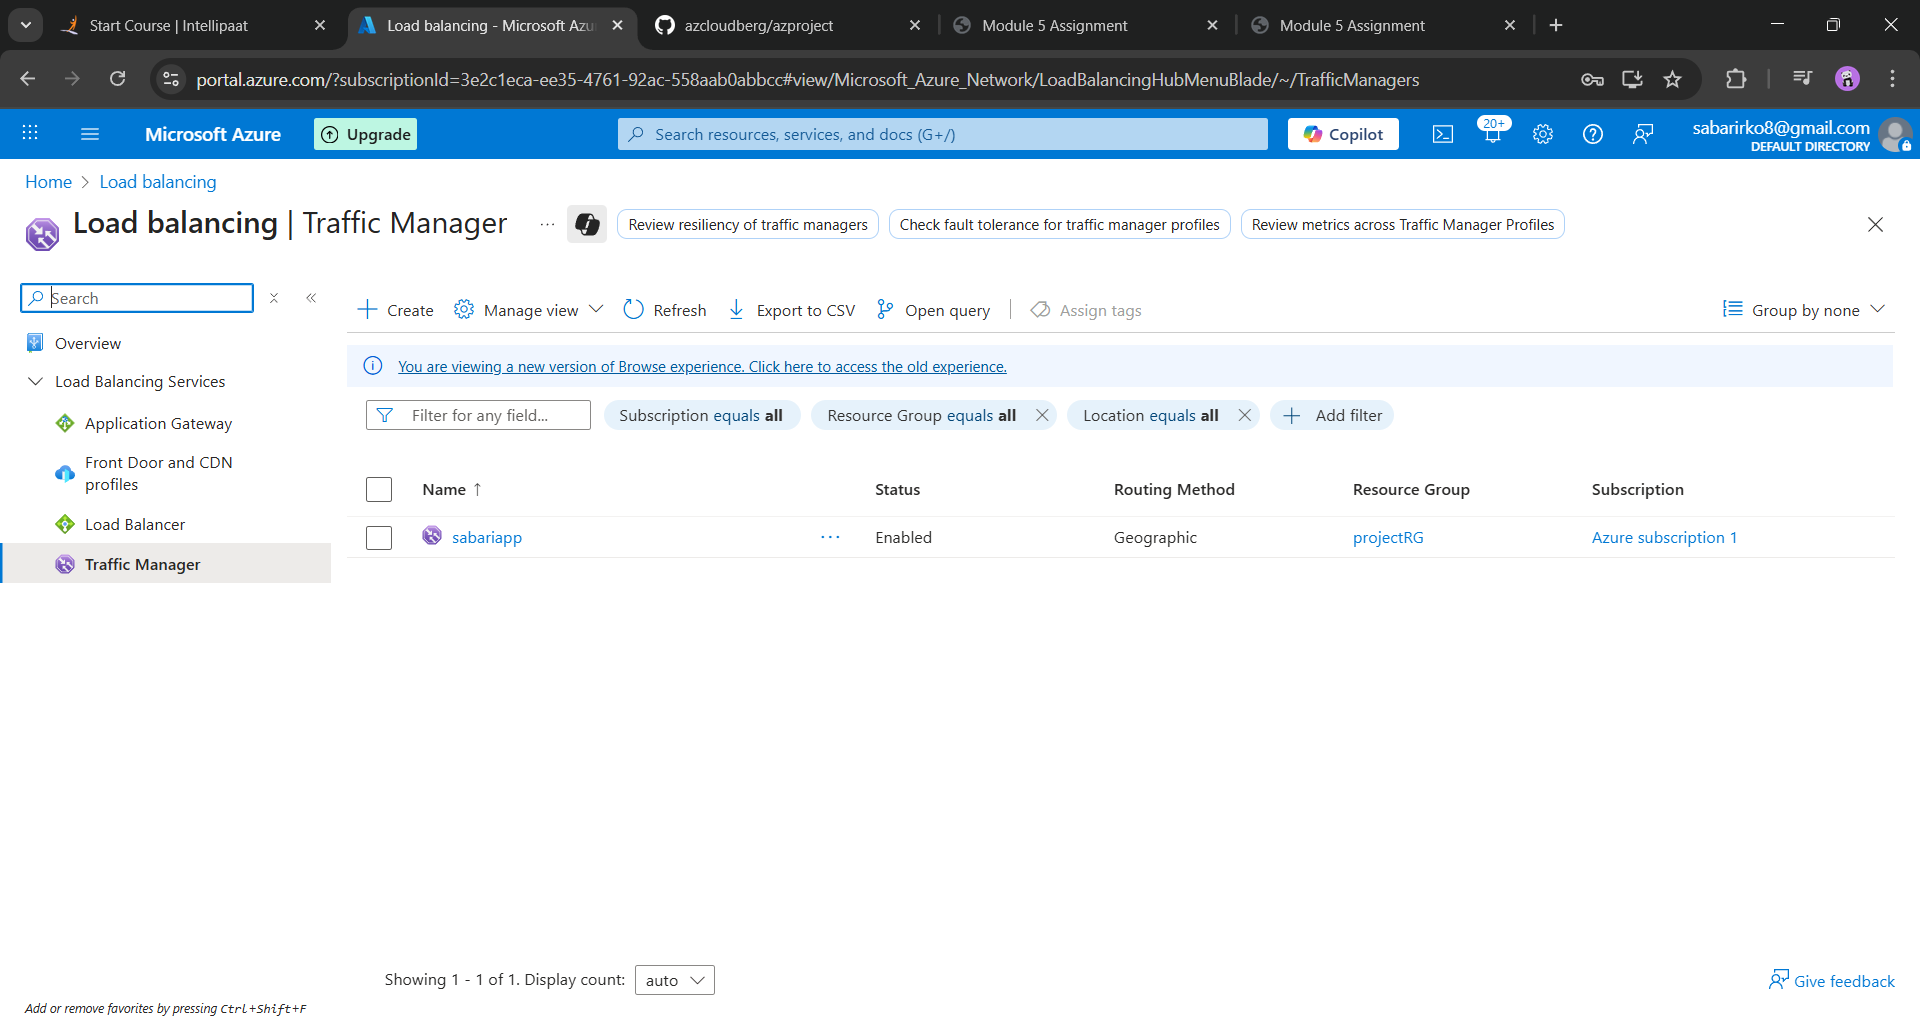 Start Course | Intellipaat
Load balancing - Microsoft Azu
azcloudberg/azproject
Module 5 Assignment
Module 5 Assignment
portal.azure.com/?subscriptionId=3e2c1eca-ee35-4761-92ac-558aab0abbcc#view/Microsoft_Azure_Network/LoadBalancingHubMenuBlade/~/TrafficManagers
Microsoft Azure
Upgrade
Search resources, services, and docs (G+/)
Copilot
20+
sabarirko8@gmail.com
DEFAULT DIRECTORY
Home > Load balancing
Load balancing | Traffic Manager
...
Review resiliency of traffic managers
Check fault tolerance for traffic manager profiles
Review metrics across Traffic Manager Profiles
Search
Overview
Load Balancing Services
Application Gateway
Front Door and CDN
profiles
Load Balancer
Traffic Manager
Create
Manage view
Refresh
Export to CSV
Open query
Assign tags
Group by none
You are viewing a new version of Browse experience. Click here to access the old experience.
Filter for any field...
Subscription equals all
Resource Group equals all
Location equals all
Add filter
Name ↑
Status
Routing Method
Resource Group
Subscription
sabariapp
...
Enabled
Geographic
projectRG
Azure subscription 1
Showing 1 - 1 of 1. Display count:
auto
Give feedback
Add or remove favorites by pressing Ctrl+Shift+F